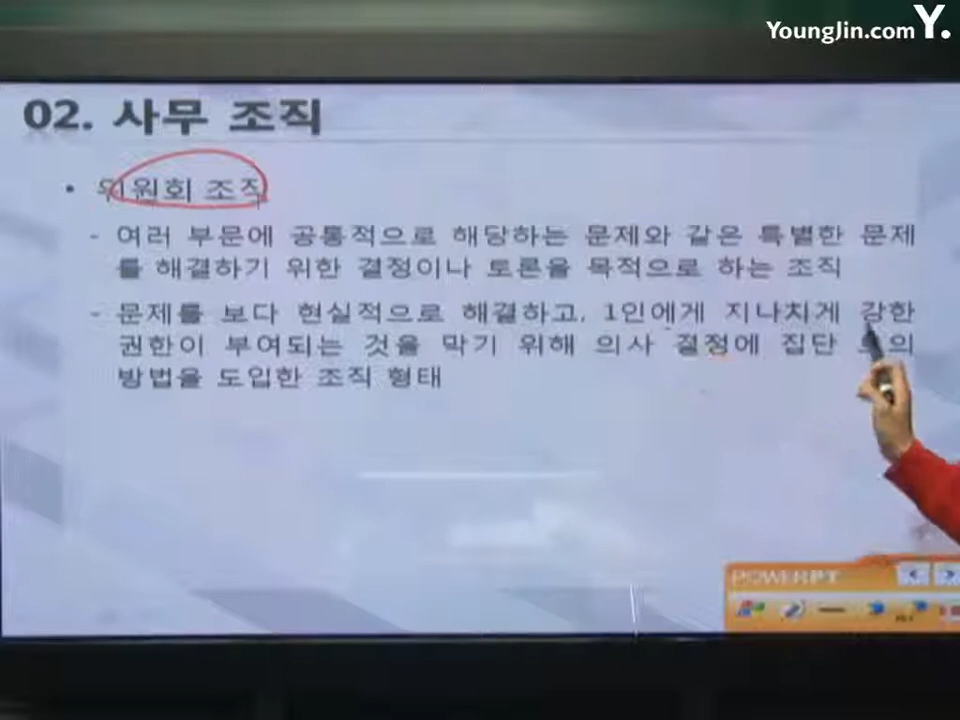 YoungJin.com Y.
02. 사무 조직
• 위원회 조직
- 여러 부문에 공통적으로 해당하는 문제와 같은 특별한 문제
를 해결하기 위한 결정이나 토론을 목적으로 하는 조직
- 문제를 보다 현실적으로 해결하고, 1인에게 지나치게 강한
권한이 부여되는 것을 막기 위해 의사 결정에 집단
방법을 도입한 조직 형태
POWERPT